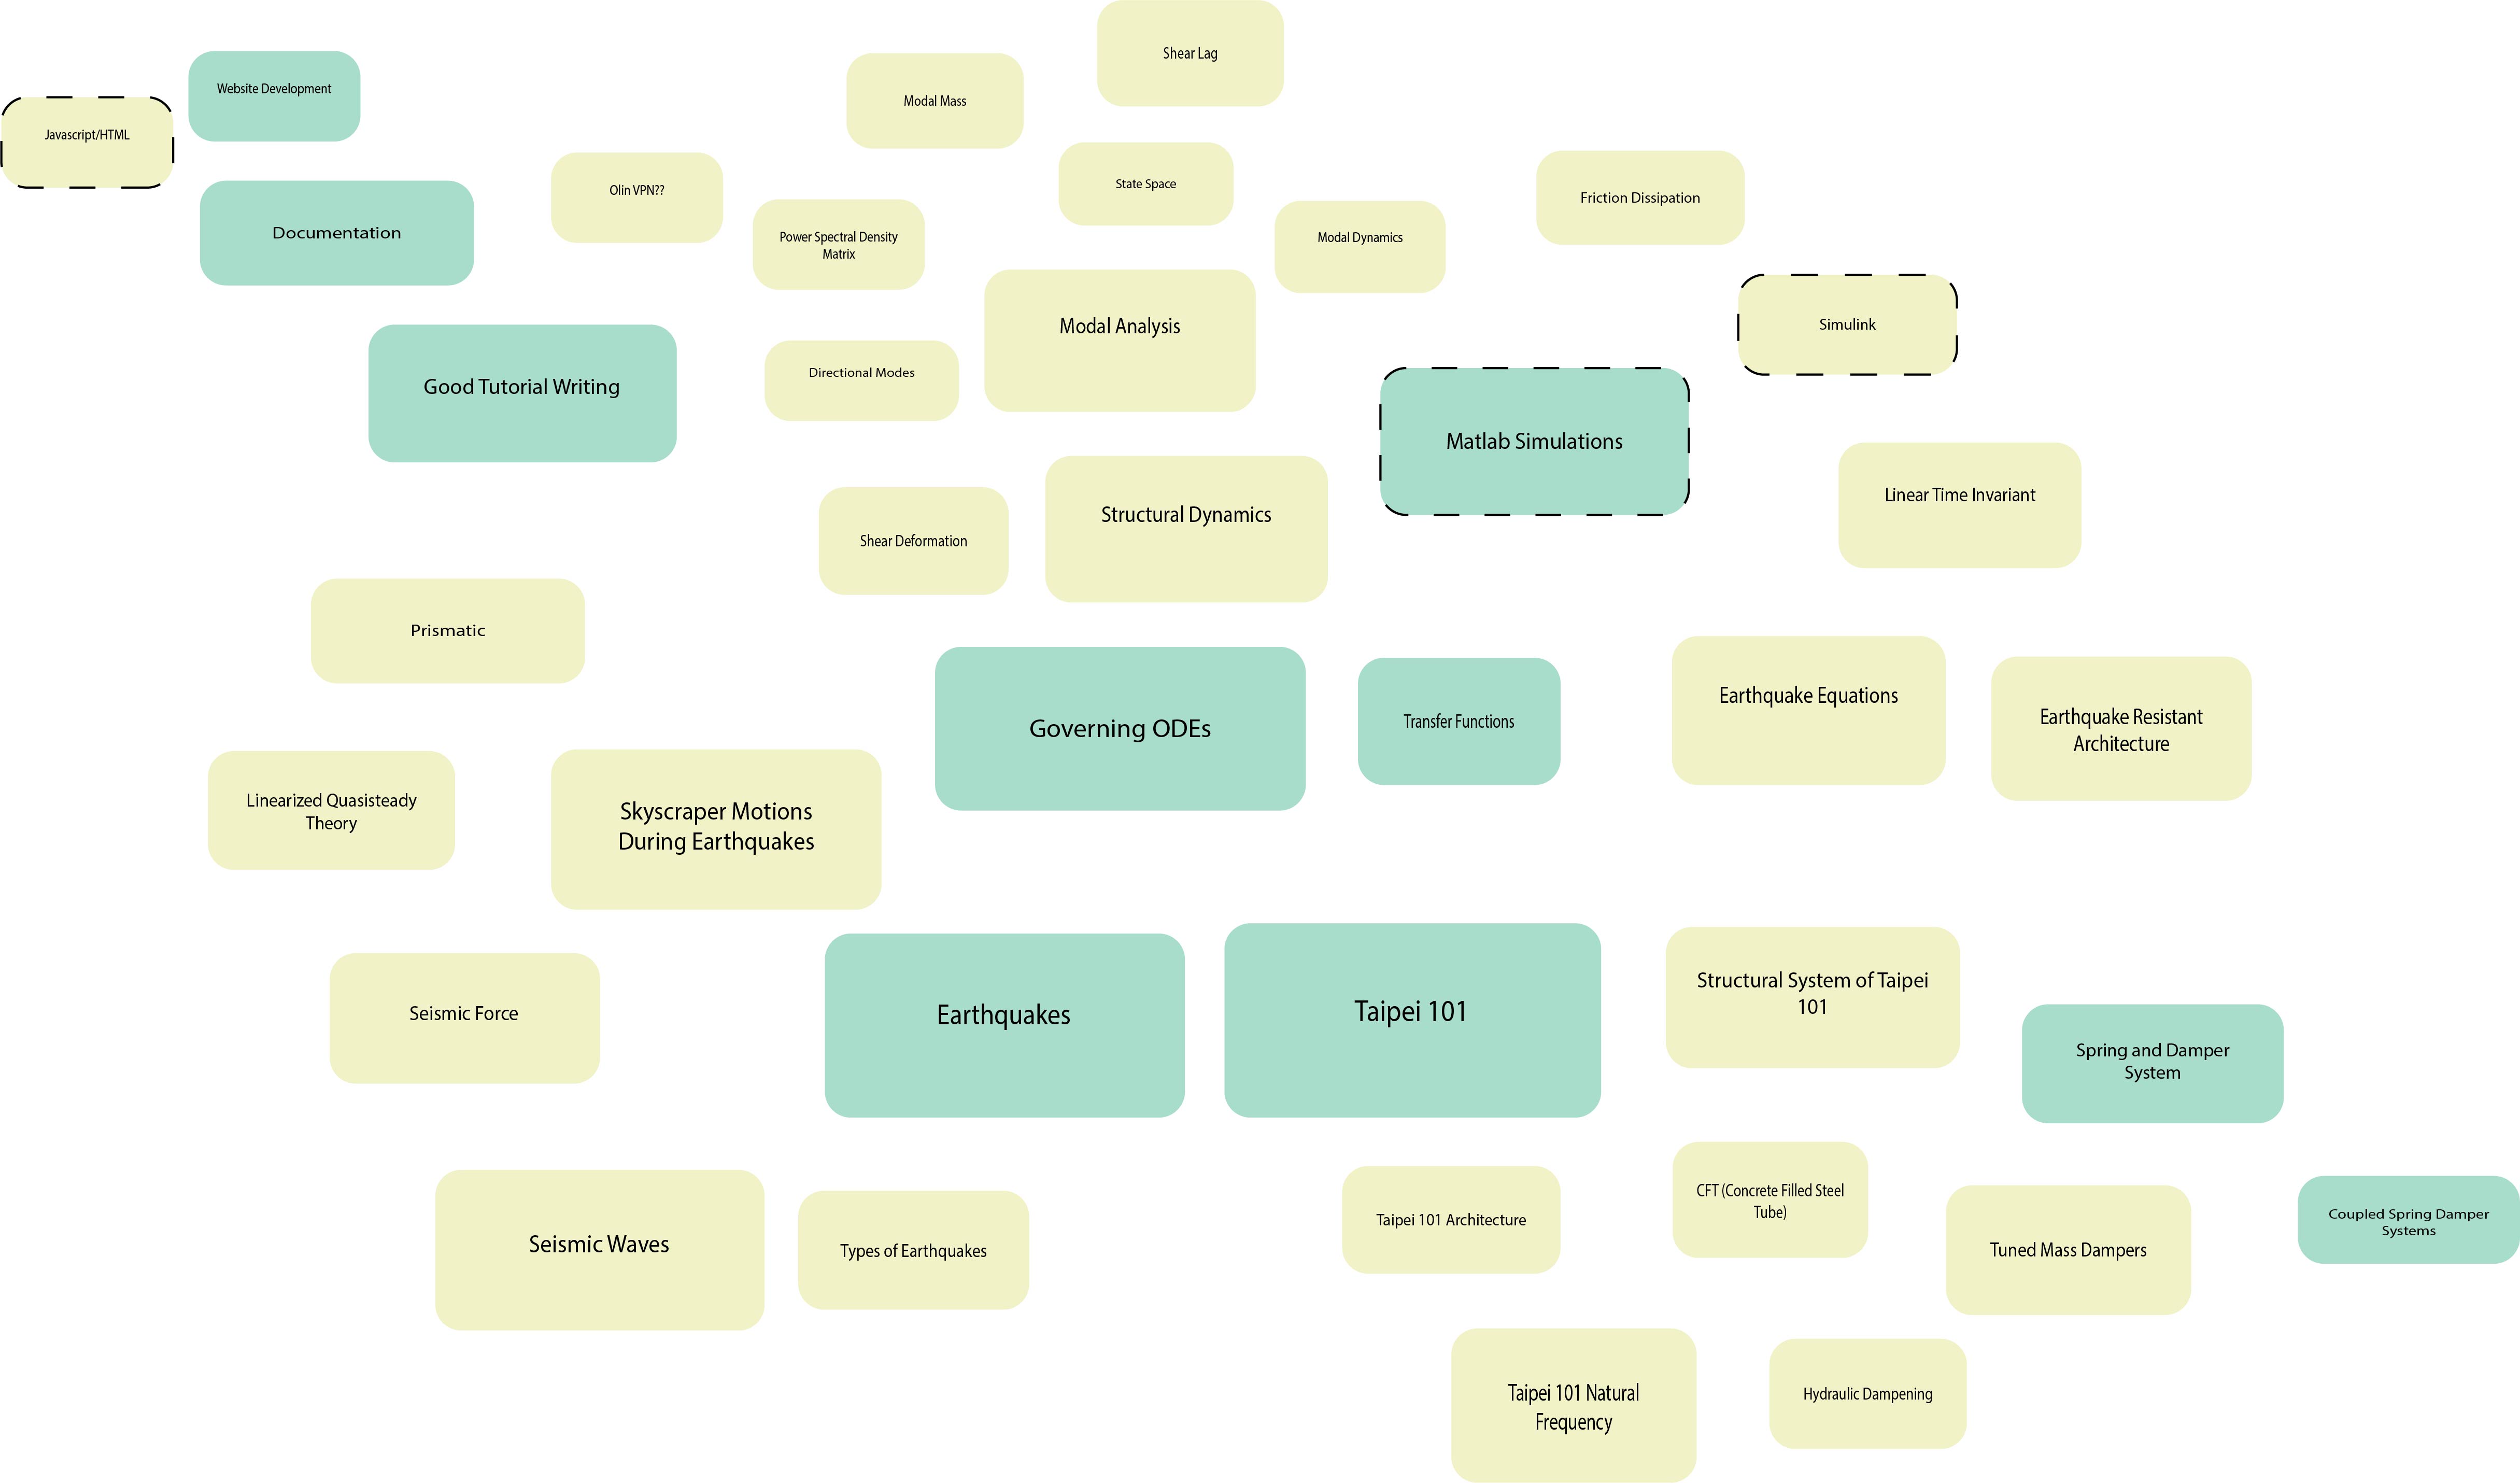 Shear Lag
Website Development
Modal Mass
Javascript/HTML
State Space
Olin VPN??
Friction Dissipation
Documentation
Power Spectral Density
Matrix
Modal Dynamics
Simulink
Modal Analysis
Directional Modes
Good Tutorial Writing
Matlab Simulations
Linear Time Invariant
Structural Dynamics
Shear Deformation
Prismatic
Earthquake Equations
Earthquake Resistant
Architecture
Transfer Functions
Governing ODEs
Linearized Quasisteady
Theory
Skyscraper Motions
During Earthquakes
Structural System of Taipei
101
Seismic Force
Earthquakes
Taipei 101
Spring and Damper
System
CFT (Concrete Filled Steel
Tube)
Taipei 101 Architecture
Coupled Spring Damper
Systems
Seismic Waves
Types of Earthquakes
Tuned Mass Dampers
Taipei 101 Natural
Frequency
Hydraulic Dampening